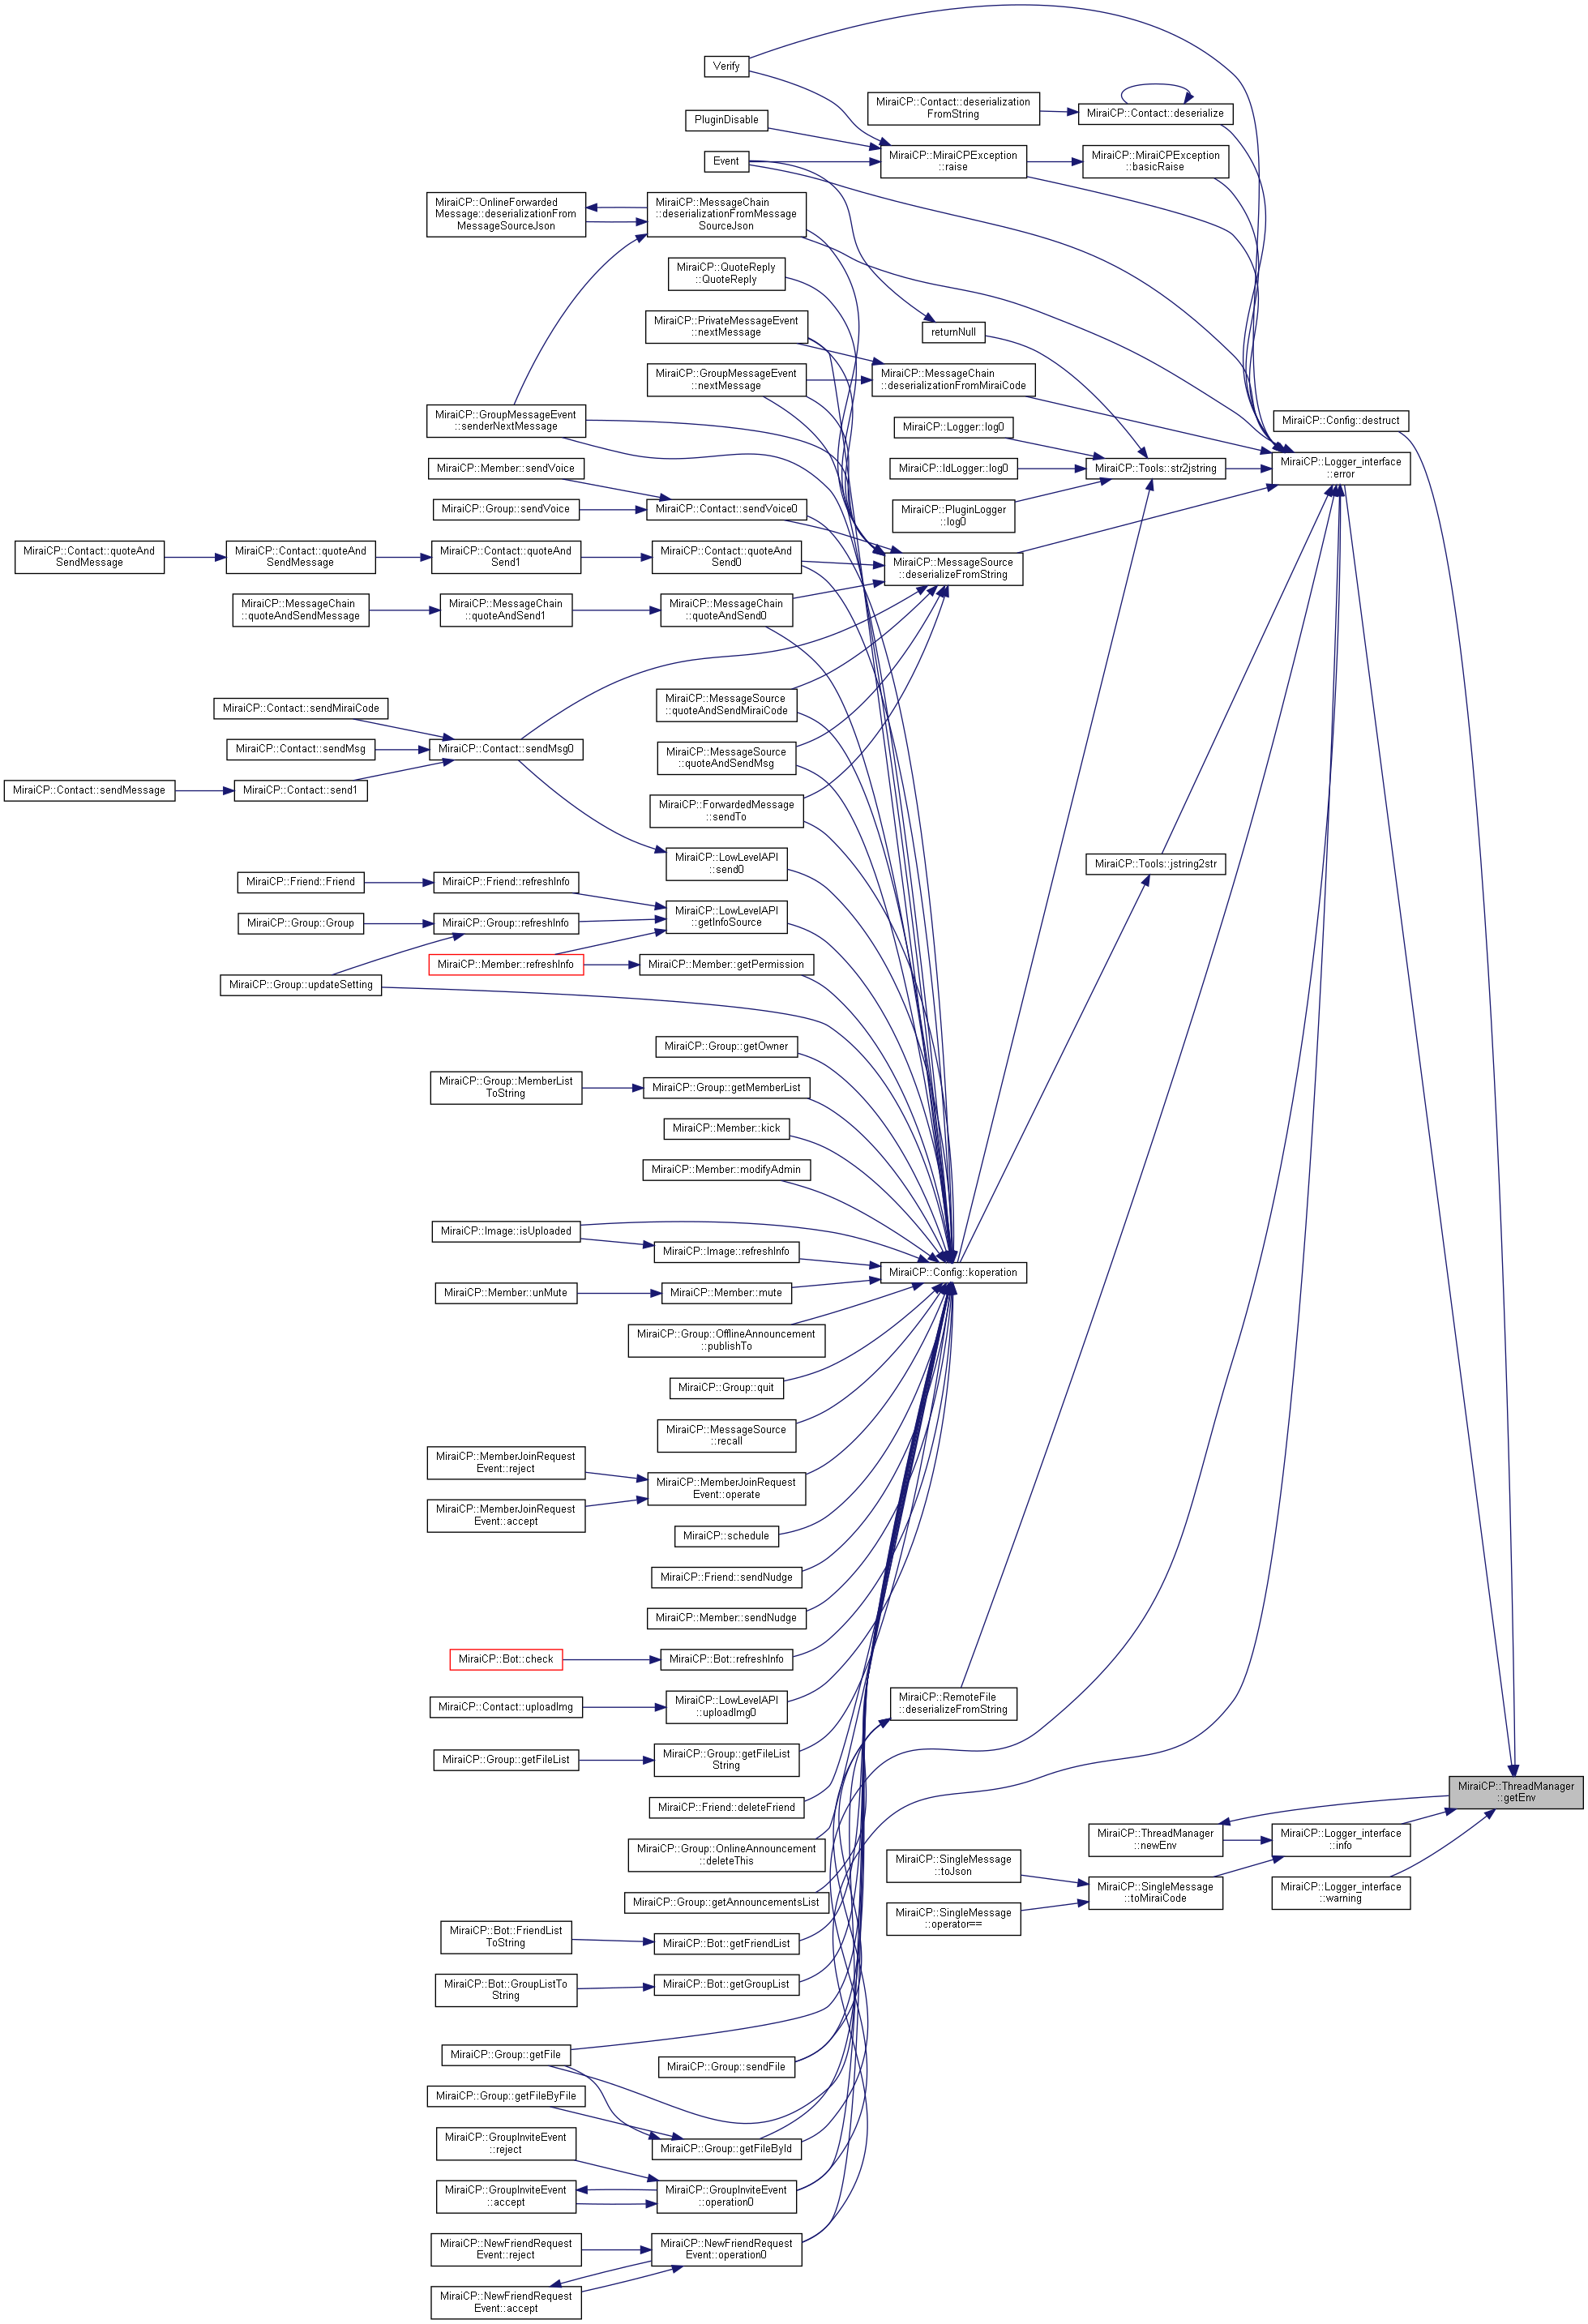 Verify
MiraiCP::Contact::deserialization
FromString
MiraiCP::Contact::deserialize
PluginDisable
Event
MiraiCP::MiraiCPException
::raise
MiraiCP::MiraiCPException
::basicRaise
MiraiCP::OnlineForwarded
Message::deserializationFrom
MessageSourceJson
MiraiCP::MessageChain
::deserializationFromMessage
SourceJson
MiraiCP::QuoteReply
::QuoteReply
MiraiCP::PrivateMessageEvent
::nextMessage
returnNull
MiraiCP::GroupMessageEvent
::nextMessage
MiraiCP::MessageChain
::deserializationFromMiraiCode
MiraiCP::GroupMessageEvent
::senderNextMessage
MiraiCP::Logger::log0
MiraiCP::Config::destruct
MiraiCP::Member::sendVoice
MiraiCP::IdLogger::log0
MiraiCP::Tools::str2jstring
MiraiCP::Logger_interface
::error
MiraiCP::Group::sendVoice
MiraiCP::Contact::sendVoice0
MiraiCP::PluginLogger
::log0
MiraiCP::Contact::quoteAnd
SendMessage
MiraiCP::Contact::quoteAnd
SendMessage
MiraiCP::Contact::quoteAnd
Send1
MiraiCP::Contact::quoteAnd
Send0
MiraiCP::MessageSource
::deserializeFromString
MiraiCP::MessageChain
::quoteAndSendMessage
MiraiCP::MessageChain
::quoteAndSend1
MiraiCP::MessageChain
::quoteAndSend0
MiraiCP::Contact::sendMiraiCode
MiraiCP::MessageSource
::quoteAndSendMiraiCode
MiraiCP::Contact::sendMsg
MiraiCP::Contact::sendMsg0
MiraiCP::MessageSource
::quoteAndSendMsg
MiraiCP::Contact::sendMessage
MiraiCP::Contact::send1
MiraiCP::ForwardedMessage
::sendTo
MiraiCP::LowLevelAPI
::send0
MiraiCP::Tools::jstring2str
MiraiCP::Friend::Friend
MiraiCP::Friend::refreshInfo
MiraiCP::Group::Group
MiraiCP::Group::refreshInfo
MiraiCP::LowLevelAPI
::getInfoSource
MiraiCP::Member::refreshInfo
MiraiCP::Member::getPermission
MiraiCP::Group::updateSetting
MiraiCP::Group::getOwner
MiraiCP::Group::MemberList
ToString
MiraiCP::Group::getMemberList
MiraiCP::Member::kick
MiraiCP::Member::modifyAdmin
MiraiCP::Image::isUploaded
MiraiCP::Image::refreshInfo
MiraiCP::Config::koperation
MiraiCP::Member::unMute
MiraiCP::Member::mute
MiraiCP::Group::OfflineAnnouncement
::publishTo
MiraiCP::Group::quit
MiraiCP::MessageSource
::recall
MiraiCP::MemberJoinRequest
Event::reject
MiraiCP::MemberJoinRequest
Event::operate
MiraiCP::MemberJoinRequest
Event::accept
MiraiCP::schedule
MiraiCP::Friend::sendNudge
MiraiCP::Member::sendNudge
MiraiCP::Bot::check
MiraiCP::Bot::refreshInfo
MiraiCP::Contact::uploadImg
MiraiCP::LowLevelAPI
::uploadImg0
MiraiCP::RemoteFile
::deserializeFromString
MiraiCP::Group::getFileList
MiraiCP::Group::getFileList
String
MiraiCP::ThreadManager
::getEnv
MiraiCP::Friend::deleteFriend
MiraiCP::ThreadManager
::newEnv
MiraiCP::Logger_interface
::info
MiraiCP::Group::OnlineAnnouncement
::deleteThis
MiraiCP::SingleMessage
::toJson
MiraiCP::SingleMessage
::toMiraiCode
MiraiCP::Logger_interface
::warning
MiraiCP::Group::getAnnouncementsList
MiraiCP::SingleMessage
::operator==
MiraiCP::Bot::FriendList
ToString
MiraiCP::Bot::getFriendList
MiraiCP::Bot::GroupListTo
String
MiraiCP::Bot::getGroupList
MiraiCP::Group::getFile
MiraiCP::Group::sendFile
MiraiCP::Group::getFileByFile
MiraiCP::GroupInviteEvent
::reject
MiraiCP::Group::getFileById
MiraiCP::GroupInviteEvent
::accept
MiraiCP::GroupInviteEvent
::operation0
MiraiCP::NewFriendRequest
Event::reject
MiraiCP::NewFriendRequest
Event::operation0
MiraiCP::NewFriendRequest
Event::accept